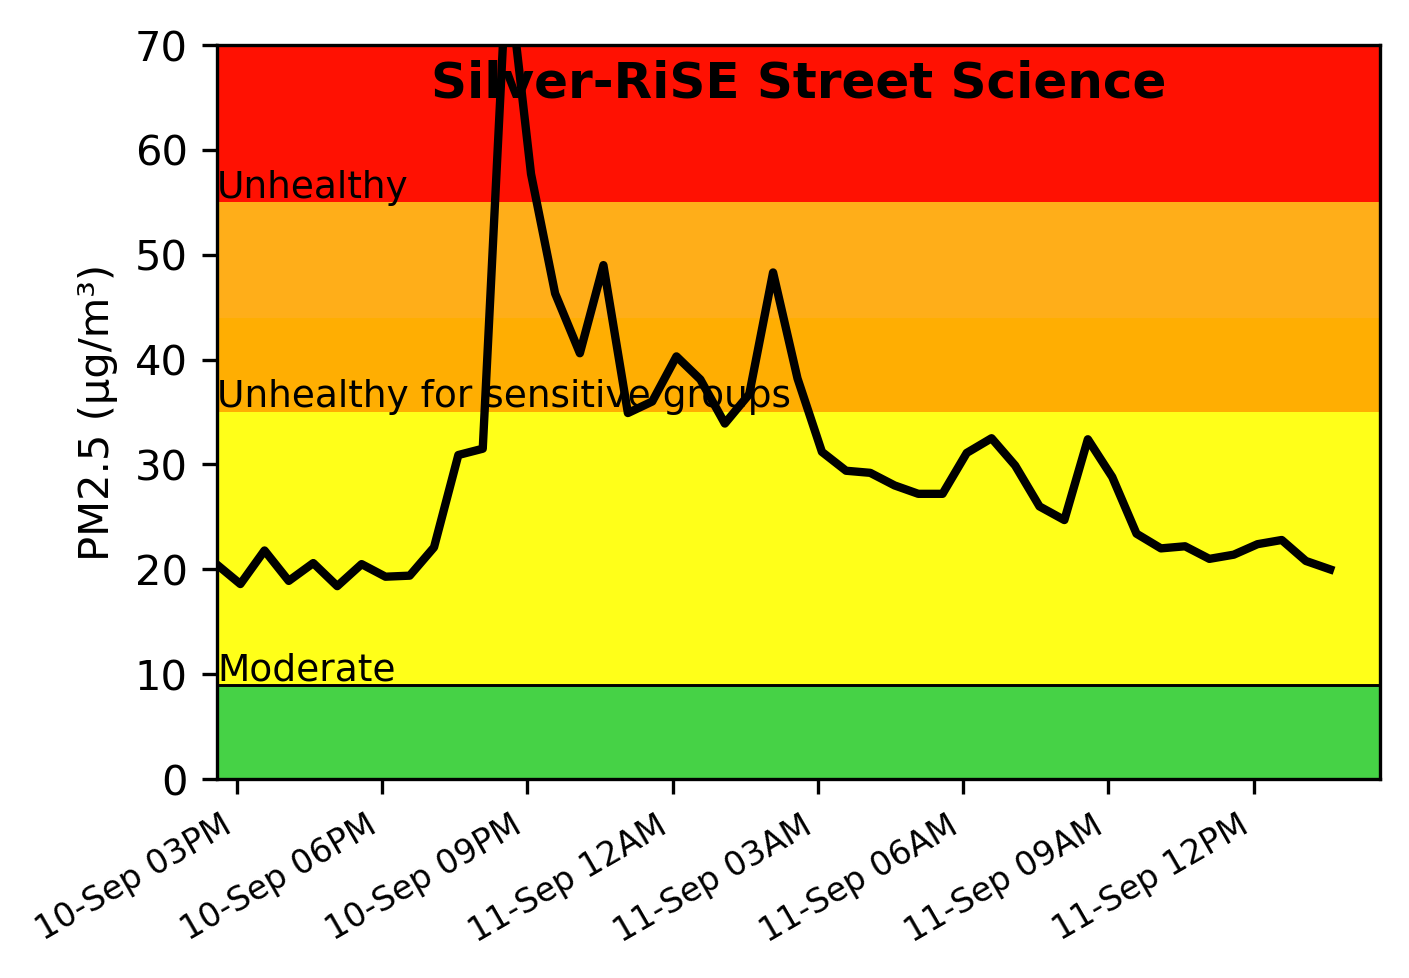 Silver-RiSE Street Science
70
60
Unhealthy
50
40
Unhealthy for sensitive groups
30
20
10
Moderate
0
PM2.5 (µg/m³)
10-Sep 03PM
10-Sep 06PM
10-Sep 09PM
11-Sep 12AM
11-Sep 03AM
11-Sep 06AM
11-Sep 09AM
11-Sep 12PM